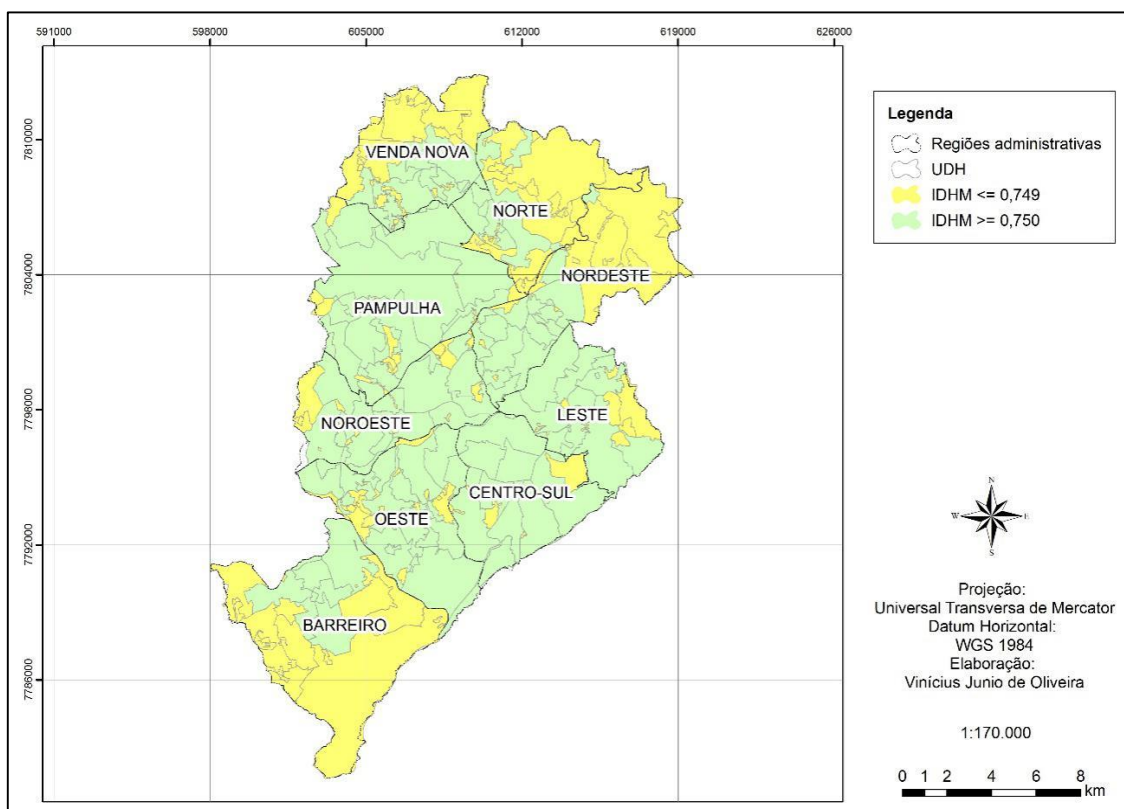 591000
598000
605000
612000
619000
626000
7810000
7804000
7798000
7792000
7786000
VENDA NOVA
NORTE
NORDESTE
PAMPULHA
NOROESTE
LESTE
CENTRO-SUL
OESTE
BARREIRO
Legenda
Regiões administrativas
UDH
IDHM <= 0,749
IDHM >= 0,750
N
W E
S
Projeção:
Universal Transversa de Mercator
Datum Horizontal:
WGS 1984
Elaboração:
Vinícius Junio de Oliveira
1:170.000
0 1 2 4 6 8
km